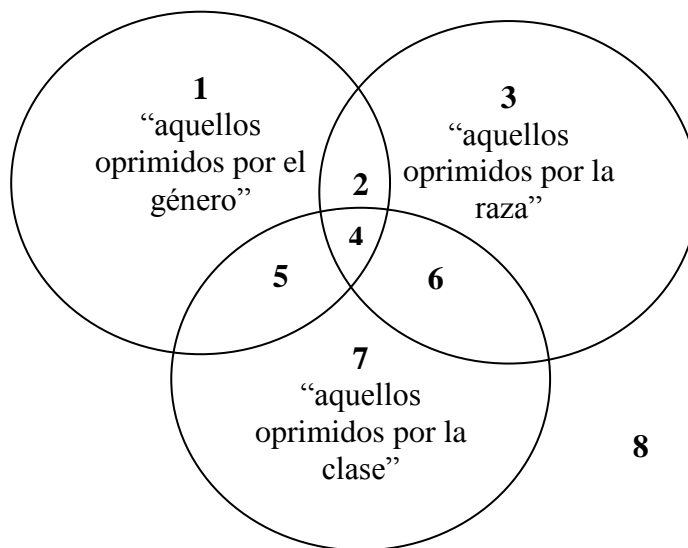 1
“aquellos
oprimidos por el
género”
2
3
“aquellos
oprimidos por la
raza”
4
5
6
7
“aquellos
oprimidos por la
clase”
8